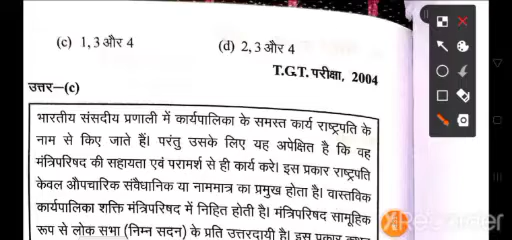 (c) 1, 3 और 4 (d) 2, 3 और 4
T.G.T. परीक्षा, 2004
उत्तर–(c)
भारतीय संसदीय प्रणाली में कार्यपालिका के समस्त कार्य राष्ट्रपति के
नाम से किए जाते हैं। परंतु उसके लिए यह अपेक्षित है कि वह
मंत्रिपरिषद की सहायता एवं परामर्श से ही कार्य करे। इस प्रकार राष्ट्रपति
केवल औपचारिक संवैधानिक या नाममात्र का प्रमुख होता है। वास्तविक
कार्यपालिका शक्ति मंत्रिपरिषद में निहित होती है। मंत्रिपरिषद सामूहिक
रूप से लोक सभा (निम्न सदन) के प्रति उत्तरदायी है। इस प्रकार
RECORDER